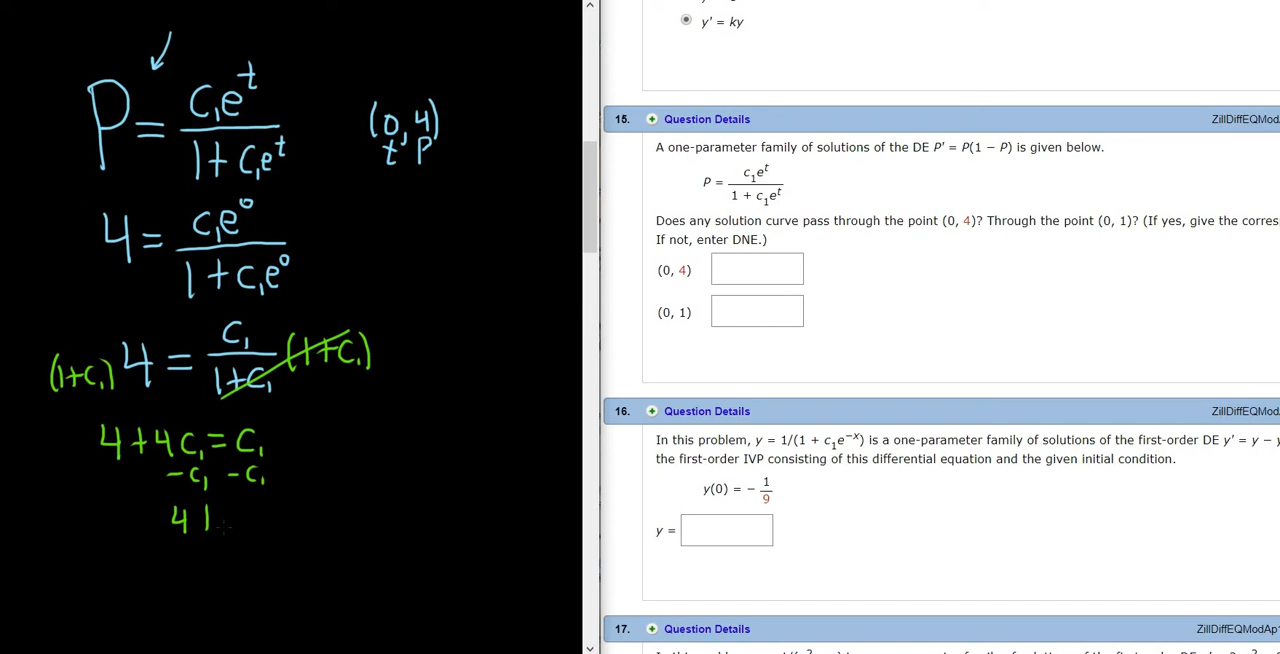 P = c₁eᵗ / 1 + c₁eᵗ
(0, 4)
t P
4 = c₁e⁰ / 1 + c₁e⁰
(1+c₁) 4 = c₁ / 1+c₁ (1+c₁)
4 + 4c₁ = c₁
-c₁ -c₁
4
y' = ky
15. Question Details ZillDiffEQMod
A one-parameter family of solutions of the DE P' = P(1 − P) is given below.
P = c₁eᵗ / 1 + c₁eᵗ
Does any solution curve pass through the point (0, 4)? Through the point (0, 1)? (If yes, give the corres
If not, enter DNE.)
(0, 4)
(0, 1)
16. Question Details ZillDiffEQMod
In this problem, y = 1/(1 + c₁e⁻ˣ) is a one-parameter family of solutions of the first-order DE y' = y − y
the first-order IVP consisting of this differential equation and the given initial condition.
y(0) = − 1/9
y =
17. Question Details ZillDiffEQModAp